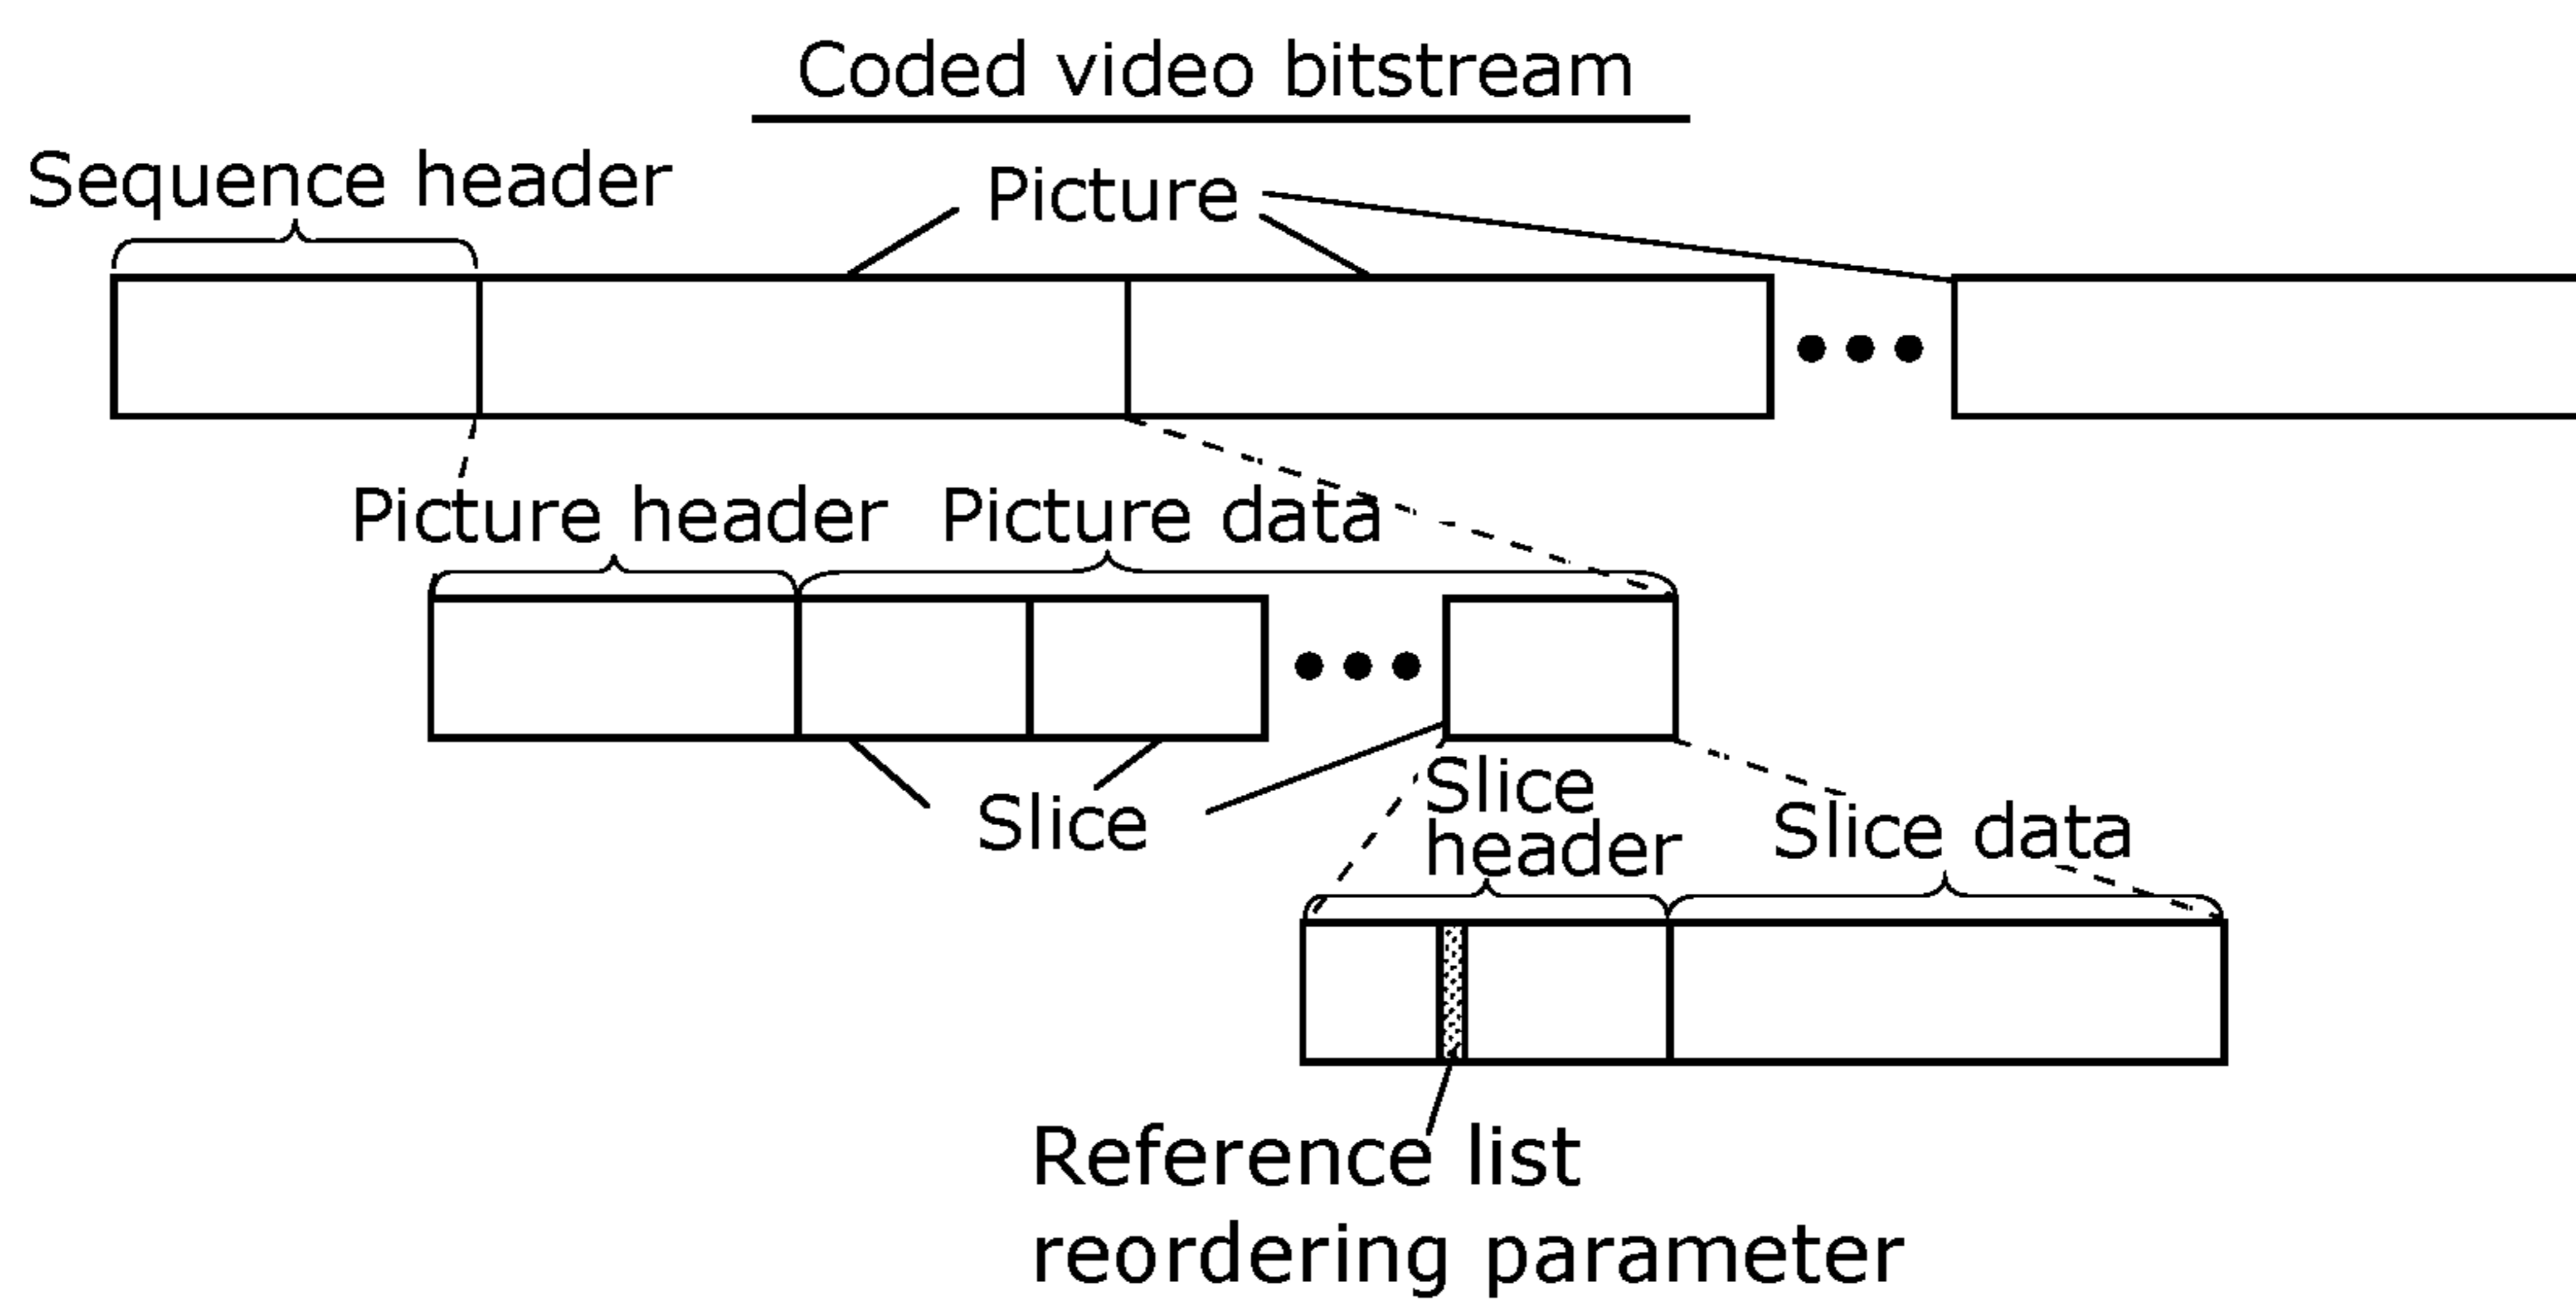 Coded video bitstream
Sequence header
Picture
Picture header
Picture data
Slice
Slice
header
Slice data
Reference list
reordering parameter